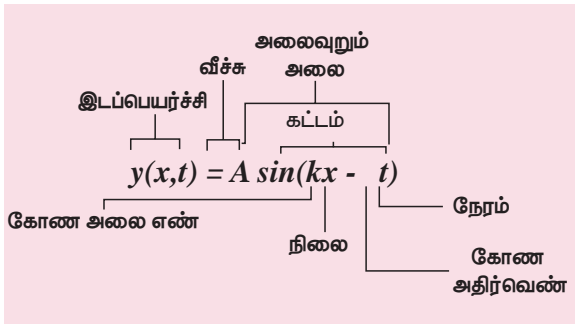 அலைவுறும்
அலை
வீச்சு
இடப்பெயர்ச்சி
கட்டம்
y(x,t) = A sin(kx - t)
கோண அலை எண்
நேரம்
நிலை
கோண
அதிர்வெண்